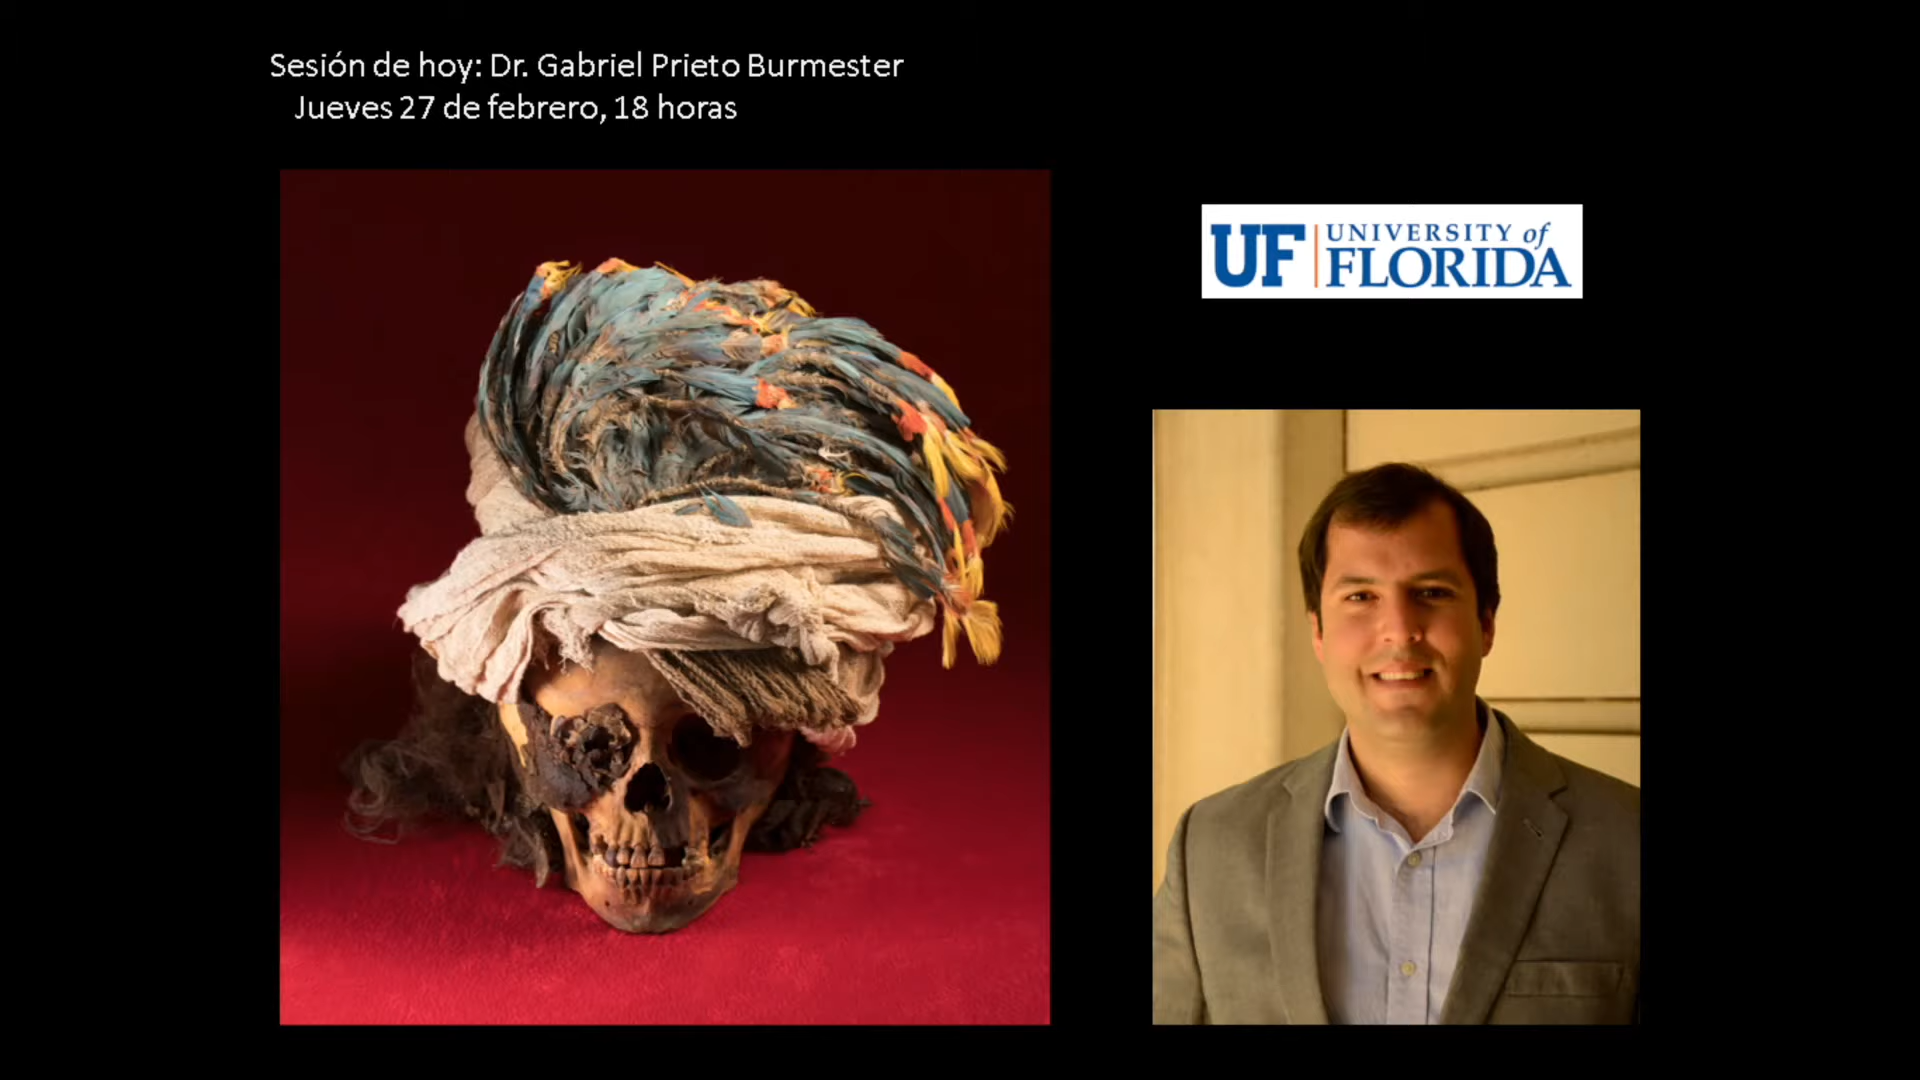 Sesión de hoy: Dr. Gabriel Prieto Burmester
Jueves 27 de febrero, 18 horas
UF UNIVERSITY of
FLORIDA